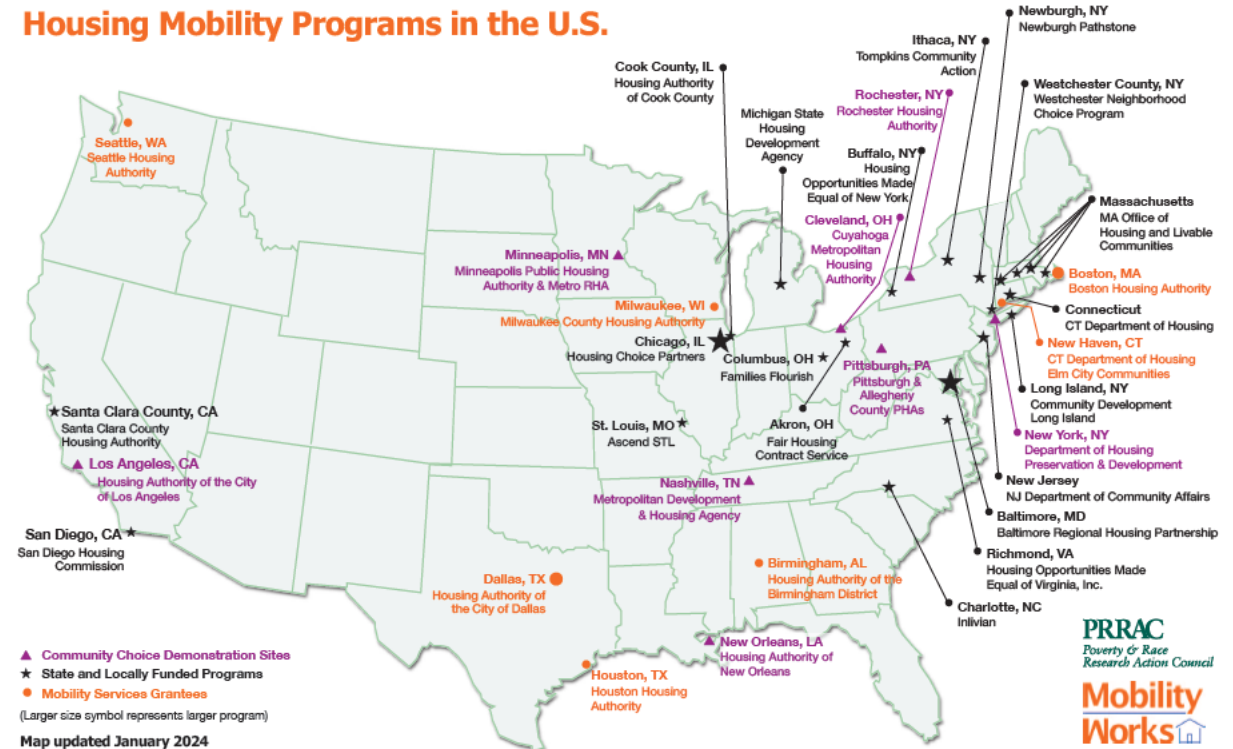 Housing Mobility Programs in the U.S.
Newburgh, NY
Newburgh Pathstone
Ithaca, NY
Tompkins Community
Action
Cook County, IL
Housing Authority
of Cook County
Rochester, NY
Rochester Housing
Authority
Westchester County, NY
Westchester Neighborhood
Choice Program
Michigan State
Housing
Development
Agency
Buffalo, NY
Housing
Opportunities Made
Equal of New York
Seattle, WA
Seattle Housing
Authority
Cleveland, OH
Cuyahoga
Metropolitan
Housing
Authority
Massachusetts
MA Office of
Housing and Livable
Communities
Minneapolis, MN
Minneapolis Public Housing
Authority & Metro RHA
Boston, MA
Boston Housing Authority
Milwaukee, WI
Milwaukee County Housing Authority
Connecticut
CT Department of Housing
Chicago, IL
Housing Choice Partners
New Haven, CT
CT Department of Housing
Elm City Communities
Columbus, OH
Families Flourish
Pittsburgh, PA
Pittsburgh &
Allegheny
County PHAs
Long Island, NY
Community Development
Long Island
Santa Clara County, CA
Santa Clara County
Housing Authority
St. Louis, MO
Ascend STL
Akron, OH
Fair Housing
Contract Service
New York, NY
Department of Housing
Preservation & Development
Los Angeles, CA
Housing Authority of the City
of Los Angeles
Nashville, TN
Metropolitan Development
& Housing Agency
New Jersey
NJ Department of Community Affairs
Baltimore, MD
Baltimore Regional Housing Partnership
San Diego, CA
San Diego Housing
Commission
Richmond, VA
Housing Opportunities Made
Equal of Virginia, Inc.
Birmingham, AL
Housing Authority of the
Birmingham District
Dallas, TX
Housing Authority of
the City of Dallas
Charlotte, NC
Inlivian
New Orleans, LA
Housing Authority of
New Orleans
Houston, TX
Houston Housing
Authority
Community Choice Demonstration Sites
State and Locally Funded Programs
Mobility Services Grantees
(Larger size symbol represents larger program)
Map updated January 2024
PRRAC
Poverty & Race
Research Action Council
Mobility
Works